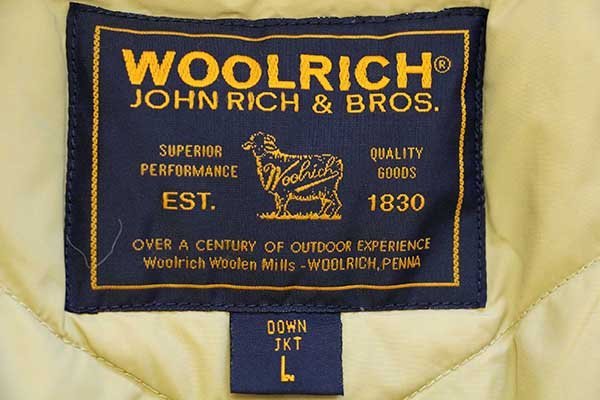 WOOLRICH®
JOHN RICH & BROS.
SUPERIOR QUALITY
PERFORMANCE GOODS
Woolrich
EST. 1830
OVER A CENTURY OF OUTDOOR EXPERIENCE
Woolrich Woolen Mills - WOOLRICH, PENNA
DOWN
JKT
L